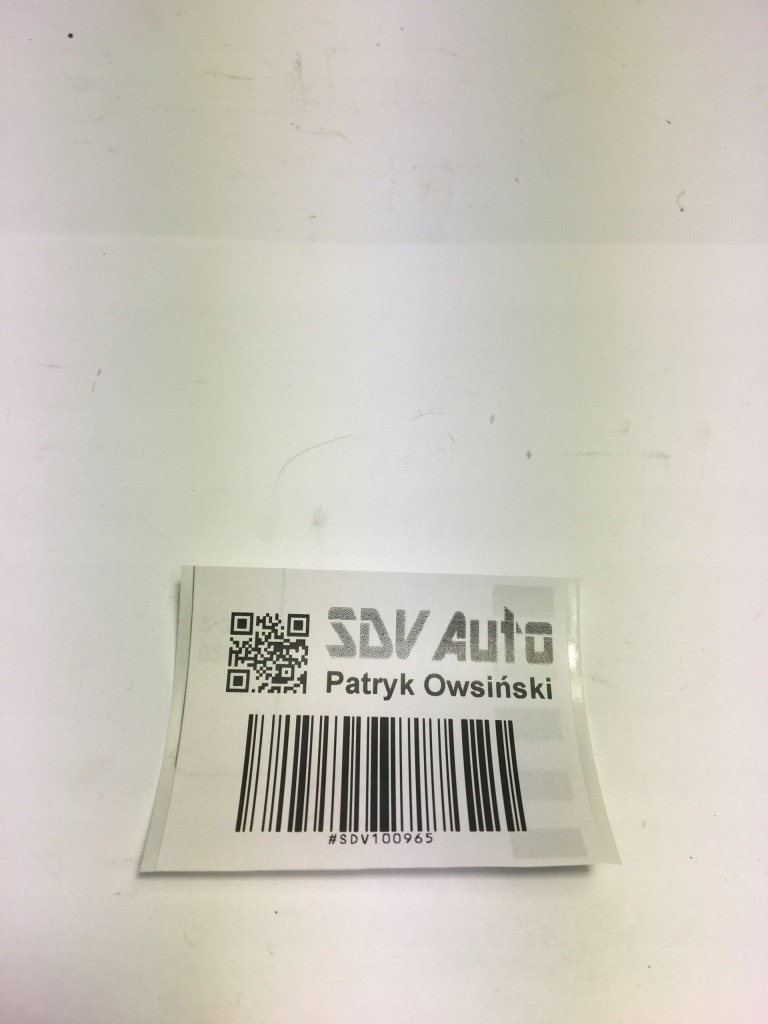 SDV Auto
Patryk Owsiński
#SDV100965